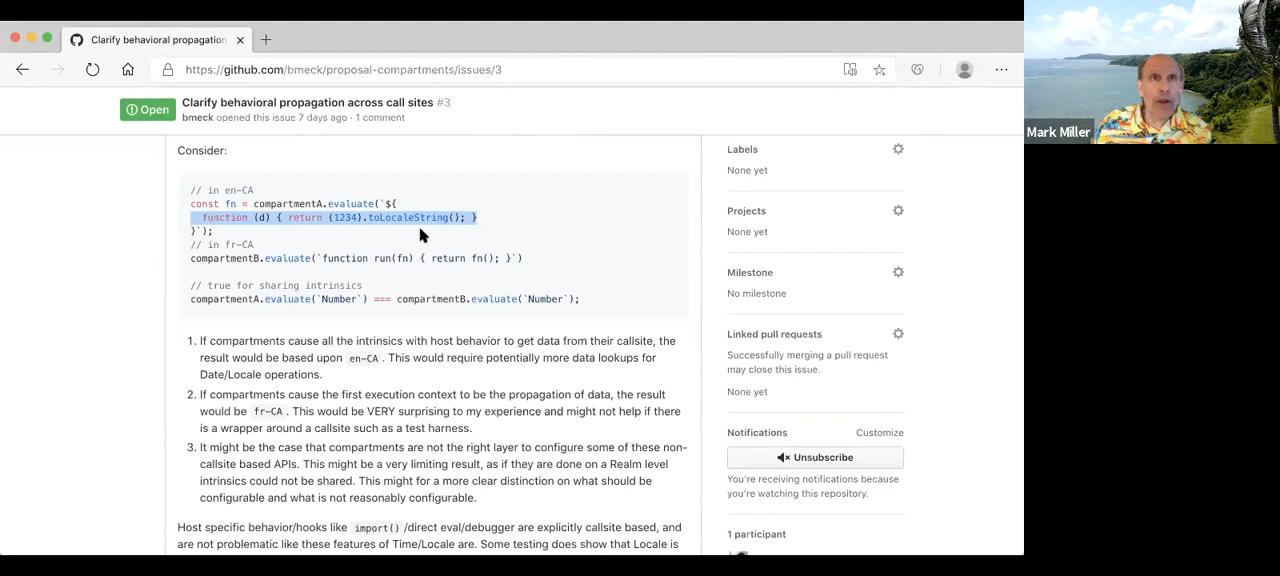 Clarify behavioral propagation
https://github.com/bmeck/proposal-compartments/issues/3
Open
Clarify behavioral propagation across call sites #3
bmeck opened this issue 7 days ago · 1 comment
Consider:
// in en-CA
const fn = compartmentA.evaluate(`${
function (d) { return (1234).toLocaleString(); }
}`);
// in fr-CA
compartmentB.evaluate(`function run(fn) { return fn(); }`)
// true for sharing intrinsics
compartmentA.evaluate(`Number`) === compartmentB.evaluate(`Number`);
1. If compartments cause all the intrinsics with host behavior to get data from their callsite, the
result would be based upon en-CA . This would require potentially more data lookups for
Date/Locale operations.
2. If compartments cause the first execution context to be the propagation of data, the result
would be fr-CA . This would be VERY surprising to my experience and might not help if there
is a wrapper around a callsite such as a test harness.
3. It might be the case that compartments are not the right layer to configure some of these non-
callsite based APIs. This might be a very limiting result, as if they are done on a Realm level
intrinsics could not be shared. This might for a more clear distinction on what should be
configurable and what is not reasonably configurable.
Host specific behavior/hooks like import() /direct eval/debugger are explicitly callsite based, and
are not problematic like these features of Time/Locale are. Some testing does show that Locale is
Labels
None yet
Projects
None yet
Milestone
No milestone
Linked pull requests
Successfully merging a pull request
may close this issue.
None yet
Notifications
Customize
Unsubscribe
You're receiving notifications because
you're watching this repository.
1 participant
Mark Miller